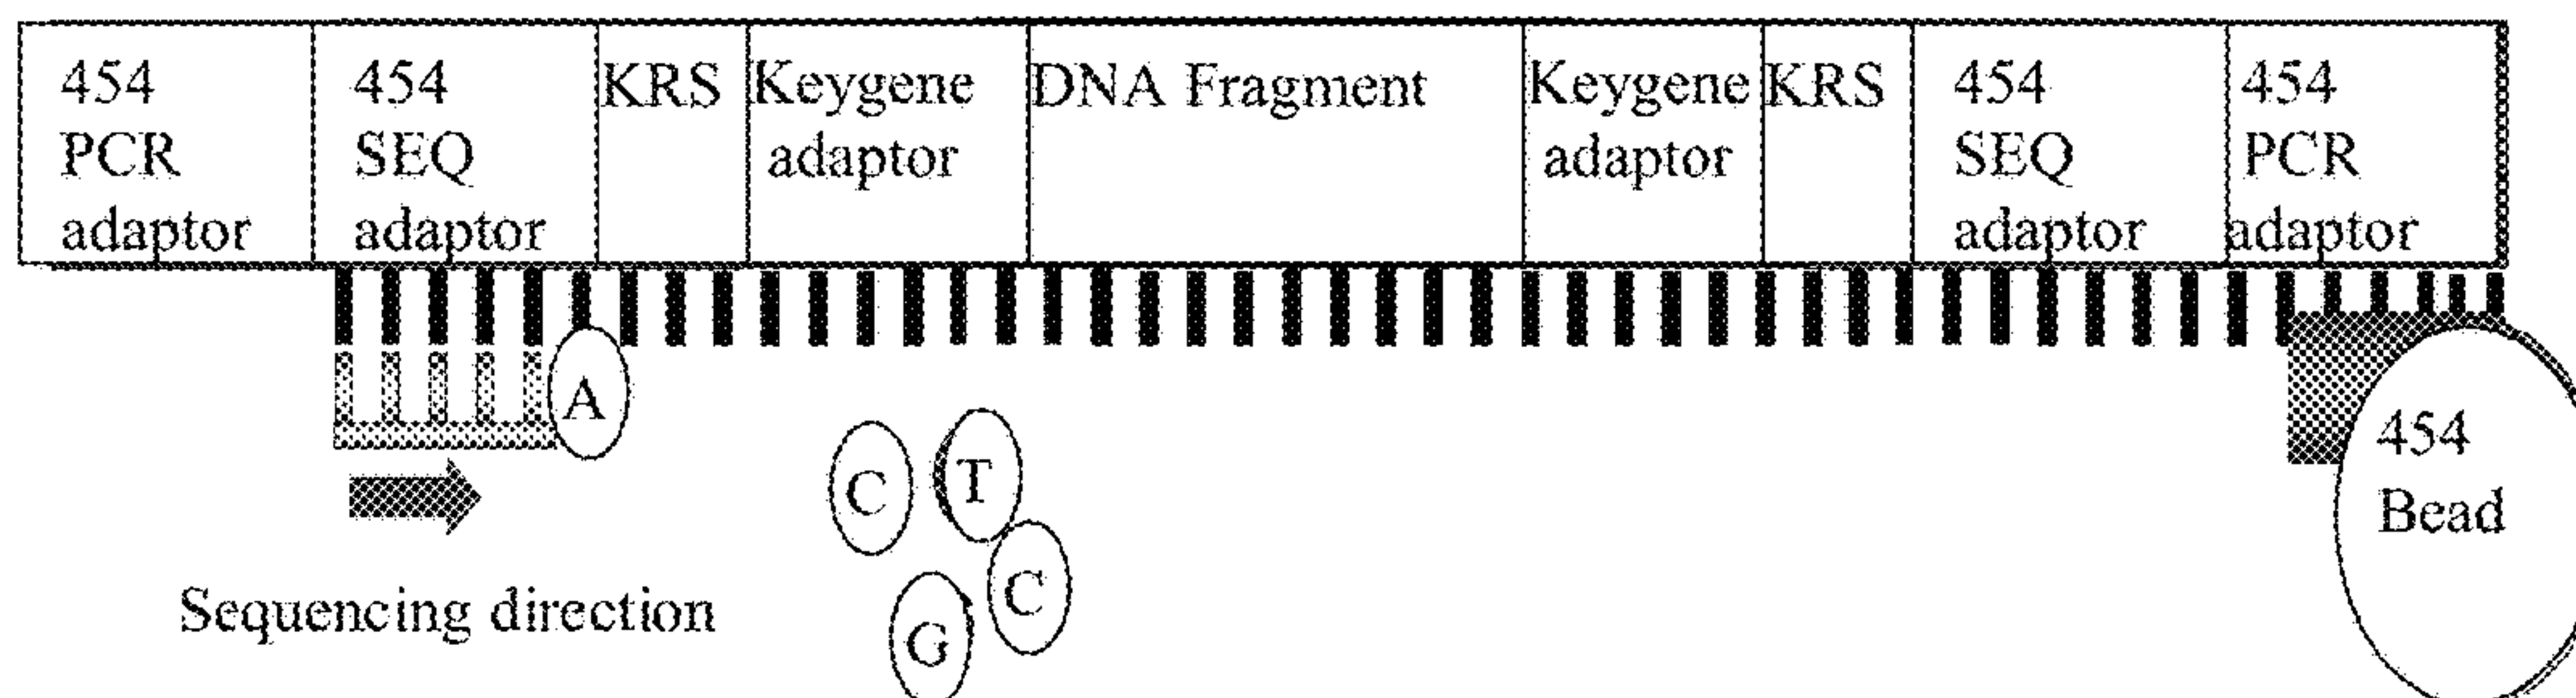 454
PCR
adaptor
454
SEQ
adaptor
KRS
Keygene
adaptor
DNA Fragment
Keygene
adaptor
KRS
454
SEQ
adaptor
454
PCR
adaptor
A
C
T
C
G
454
Bead
Sequencing direction